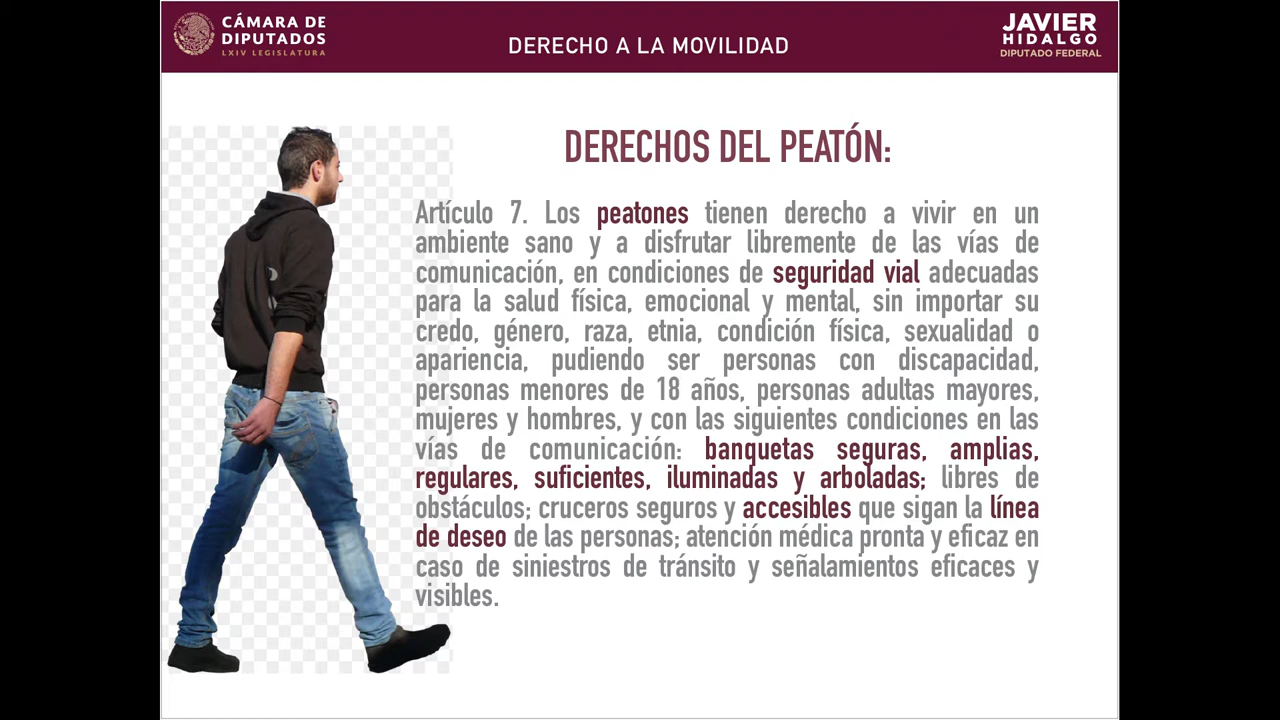 CÁMARA DE
DIPUTADOS
LXIV LEGISLATURA
DERECHO A LA MOVILIDAD
JAVIER
HIDALGO
DIPUTADO FEDERAL
DERECHOS DEL PEATÓN:
Artículo 7. Los peatones tienen derecho a vivir en un
ambiente sano y a disfrutar libremente de las vías de
comunicación, en condiciones de seguridad vial adecuadas
para la salud física, emocional y mental, sin importar su
credo, género, raza, etnia, condición física, sexualidad o
apariencia, pudiendo ser personas con discapacidad,
personas menores de 18 años, personas adultas mayores,
mujeres y hombres, y con las siguientes condiciones en las
vías de comunicación: banquetas seguras, amplias,
regulares, suficientes, iluminadas y arboladas; libres de
obstáculos; cruceros seguros y accesibles que sigan la línea
de deseo de las personas; atención médica pronta y eficaz en
caso de siniestros de tránsito y señalamientos eficaces y
visibles.